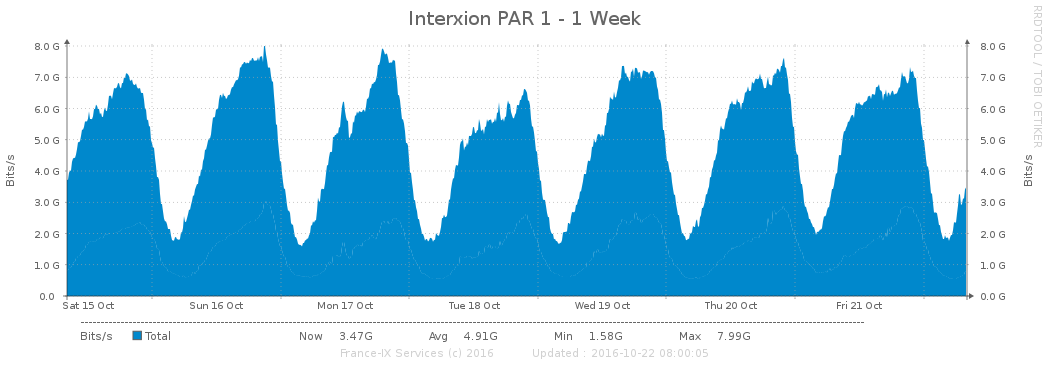 Interxion PAR 1 - 1 Week
RRDTOOL / TOBI OETIKER
8.0 G 8.0 G
7.0 G 7.0 G
6.0 G 6.0 G
5.0 G 5.0 G
4.0 G 4.0 G
3.0 G 3.0 G
2.0 G 2.0 G
1.0 G 1.0 G
0.0 0.0 G
Bits/s Bits/s
Sat 15 Oct Sun 16 Oct Mon 17 Oct Tue 18 Oct Wed 19 Oct Thu 20 Oct Fri 21 Oct
Bits/s Total Now 3.47G Avg 4.91G Min 1.58G Max 7.99G
France-IX Services (c) 2016 Updated : 2016-10-22 08:00:05